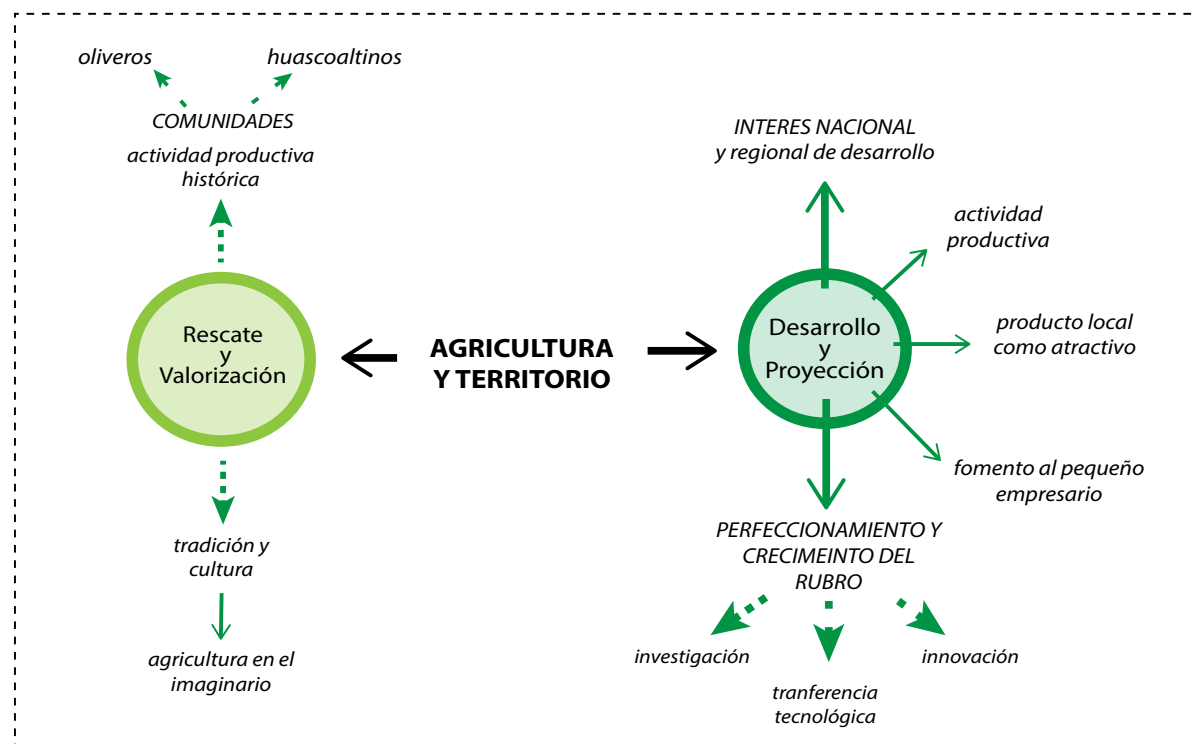 oliveros
huascoaltinos
COMUNIDADES
actividad productiva
histórica
Rescate
y
Valorización
tradición y
cultura
agricultura en el
imaginario
AGRICULTURA
Y TERRITORIO
INTERES NACIONAL
y regional de desarrollo
actividad
productiva
Desarrollo
y
Proyección
producto local
como atractivo
fomento al pequeño
empresario
PERFECCIONAMIENTO Y
CRECIMEINTO DEL
RUBRO
investigación
tranferencia
tecnológica
innovación